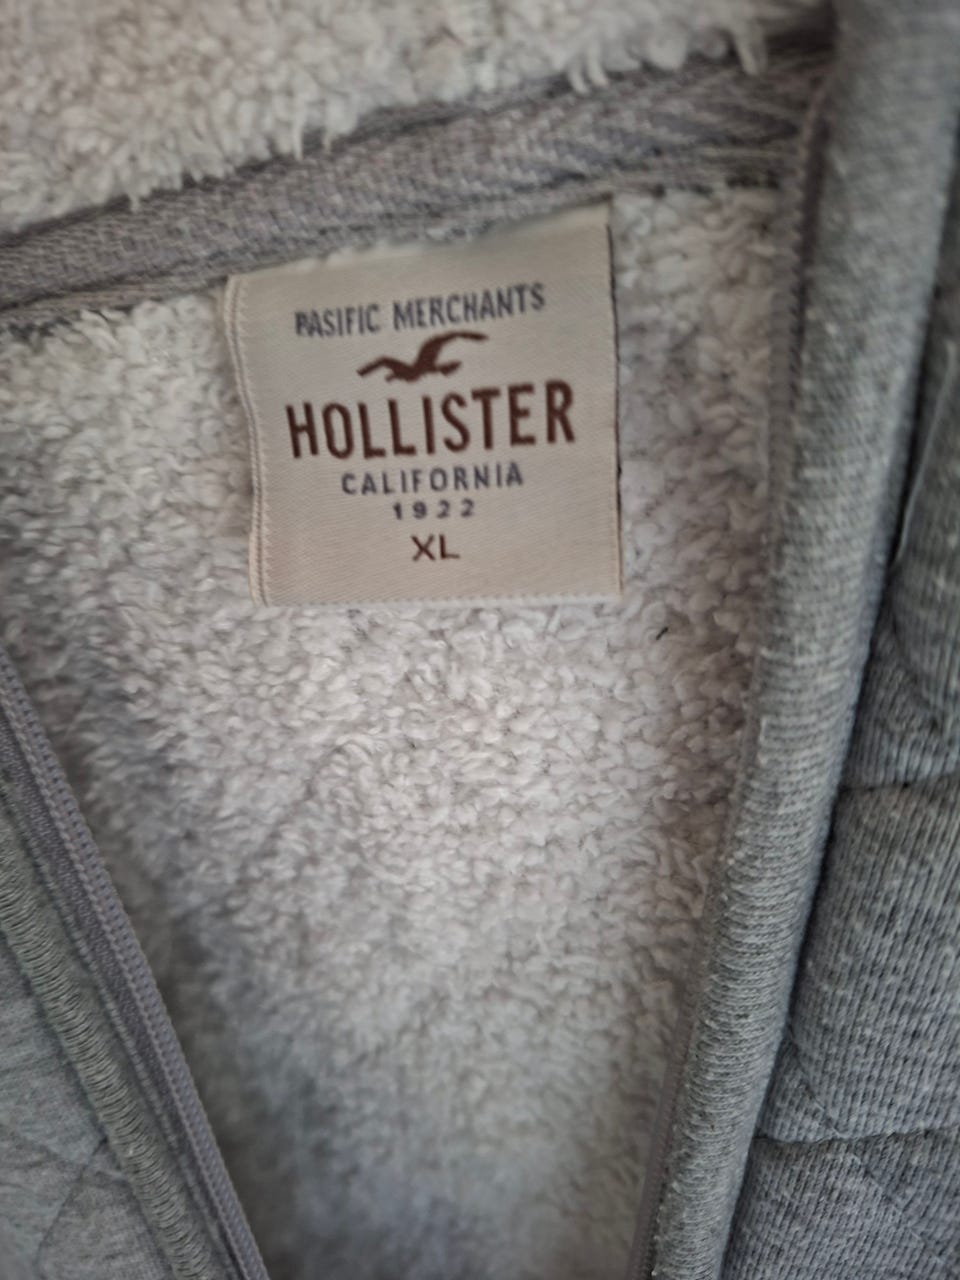 PASIFIC MERCHANTS
HOLLISTER
CALIFORNIA
1922
XL